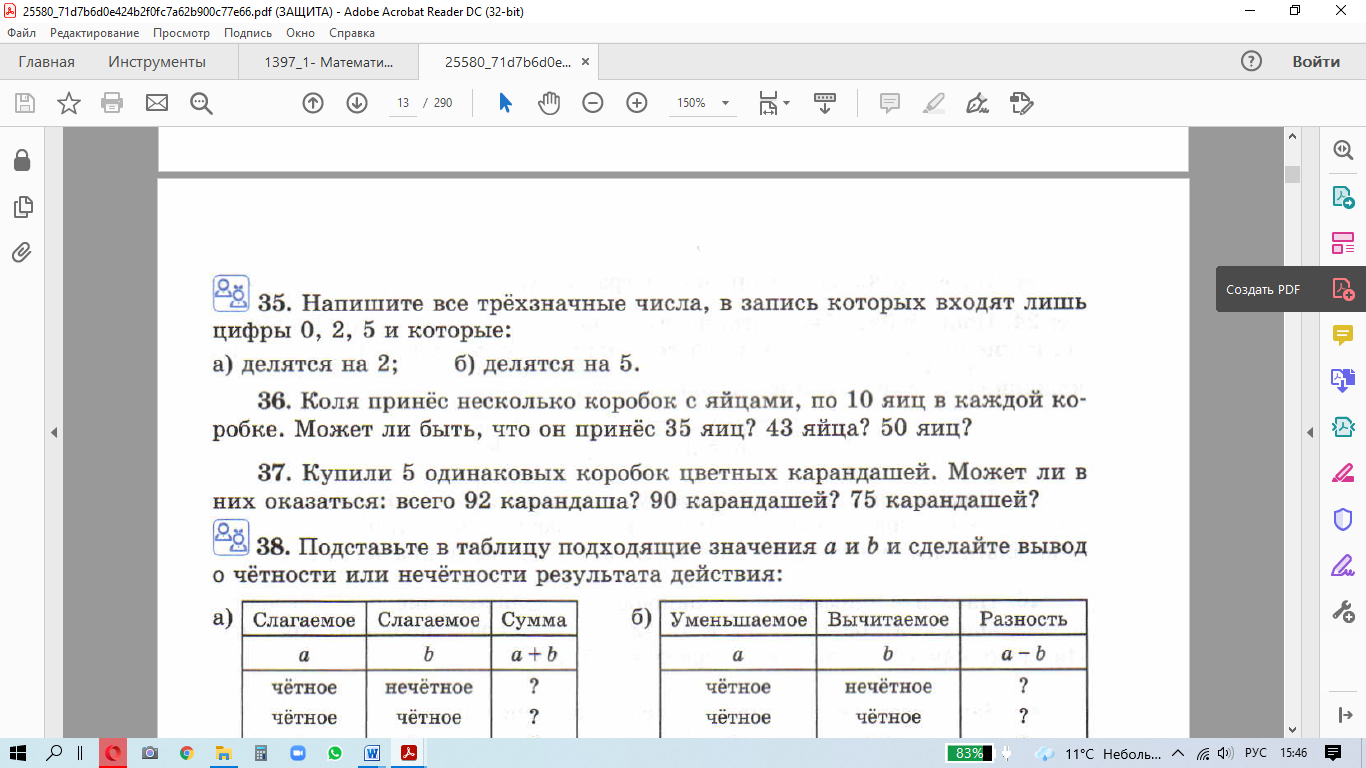 25580_71d7b6d0e424b2f0fc7a62b900c77e66.pdf (ЗАЩИТА) - Adobe Acrobat Reader DC (32-bit)
Файл Редактирование Просмотр Подпись Окно Справка
Главная Инструменты 1397_1- Математи... 25580_71d7b6d0e... × Войти
13 / 290 150%
35. Напишите все трёхзначные числа, в запись которых входят лишь
цифры 0, 2, 5 и которые:
а) делятся на 2; б) делятся на 5.
36. Коля принёс несколько коробок с яйцами, по 10 яиц в каждой ко-
робке. Может ли быть, что он принёс 35 яиц? 43 яйца? 50 яиц?
37. Купили 5 одинаковых коробок цветных карандашей. Может ли в
них оказаться: всего 92 карандаша? 90 карандашей? 75 карандашей?
38. Подставьте в таблицу подходящие значения a и b и сделайте вывод
о чётности или нечётности результата действия:
а) Слагаемое Слагаемое Сумма
a b a + b
чётное нечётное ?
чётное чётное ?
б) Уменьшаемое Вычитаемое Разность
a b a − b
чётное нечётное ?
чётное чётное ?
Создать PDF
83% 11°C Неболь... РУС 15:46